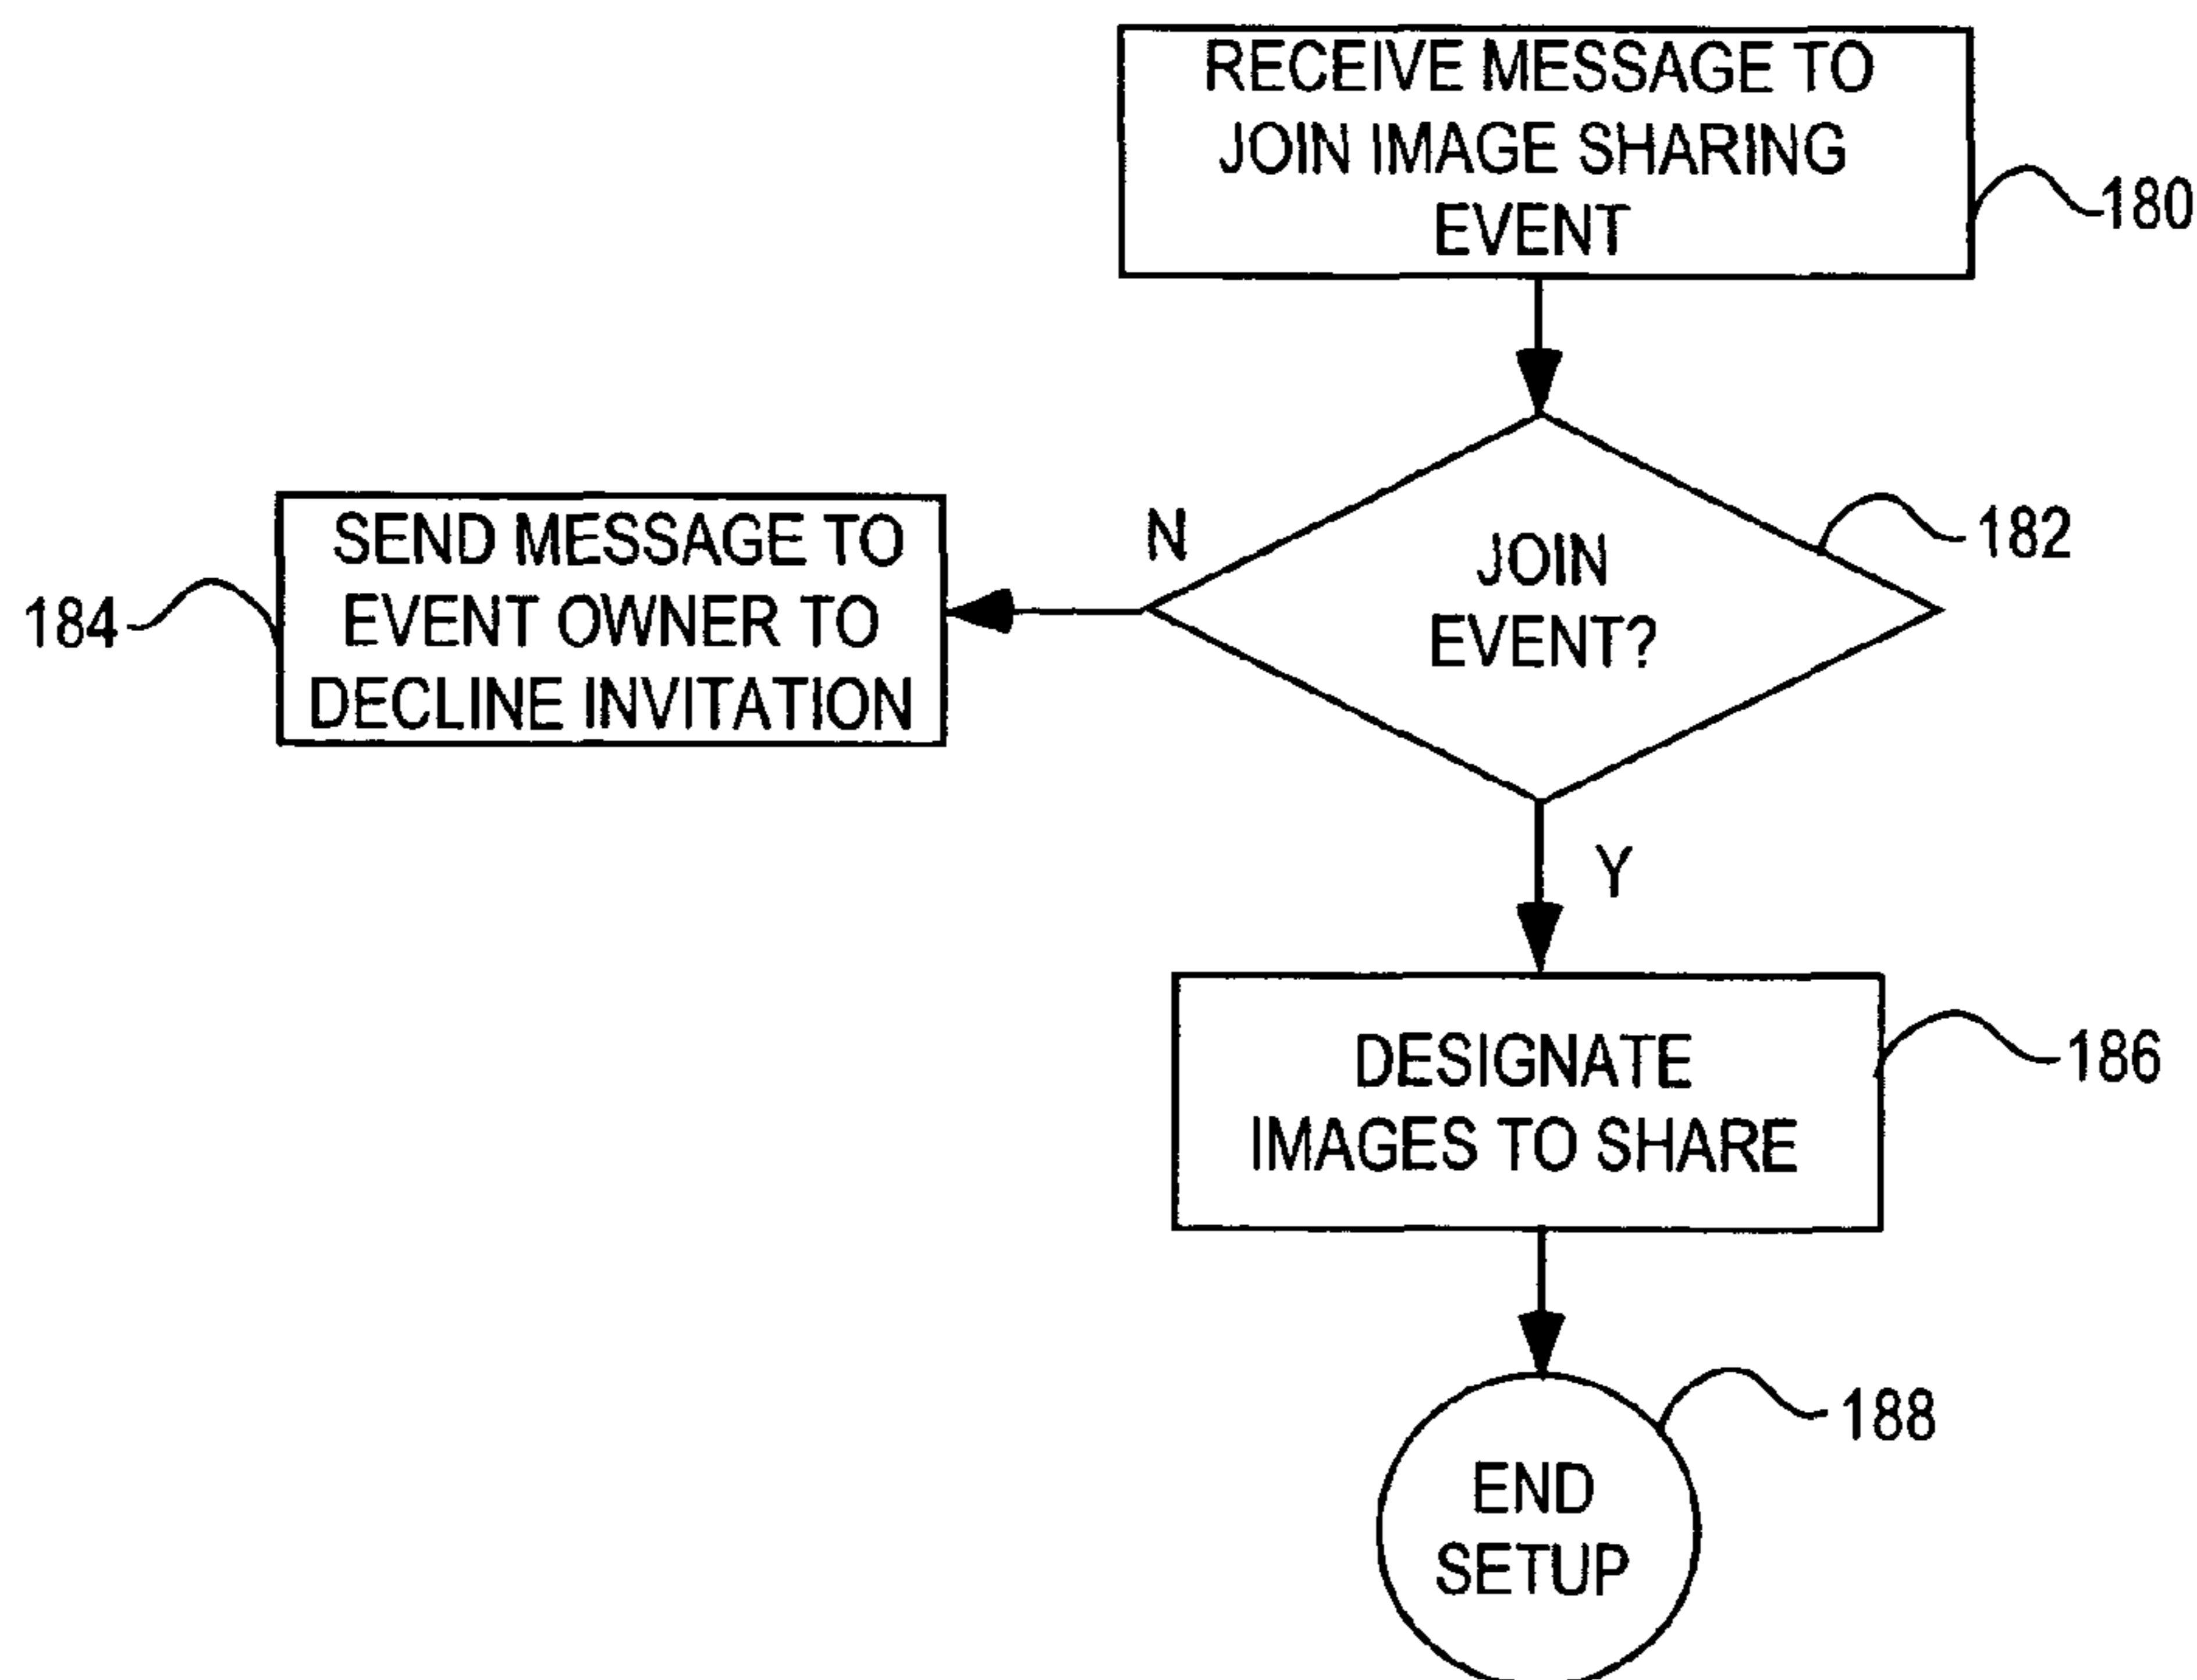 RECEIVE MESSAGE TO
JOIN IMAGE SHARING
EVENT
180
JOIN
EVENT?
182
N
SEND MESSAGE TO
EVENT OWNER TO
DECLINE INVITATION
184
Y
DESIGNATE
IMAGES TO SHARE
186
END
SETUP
188